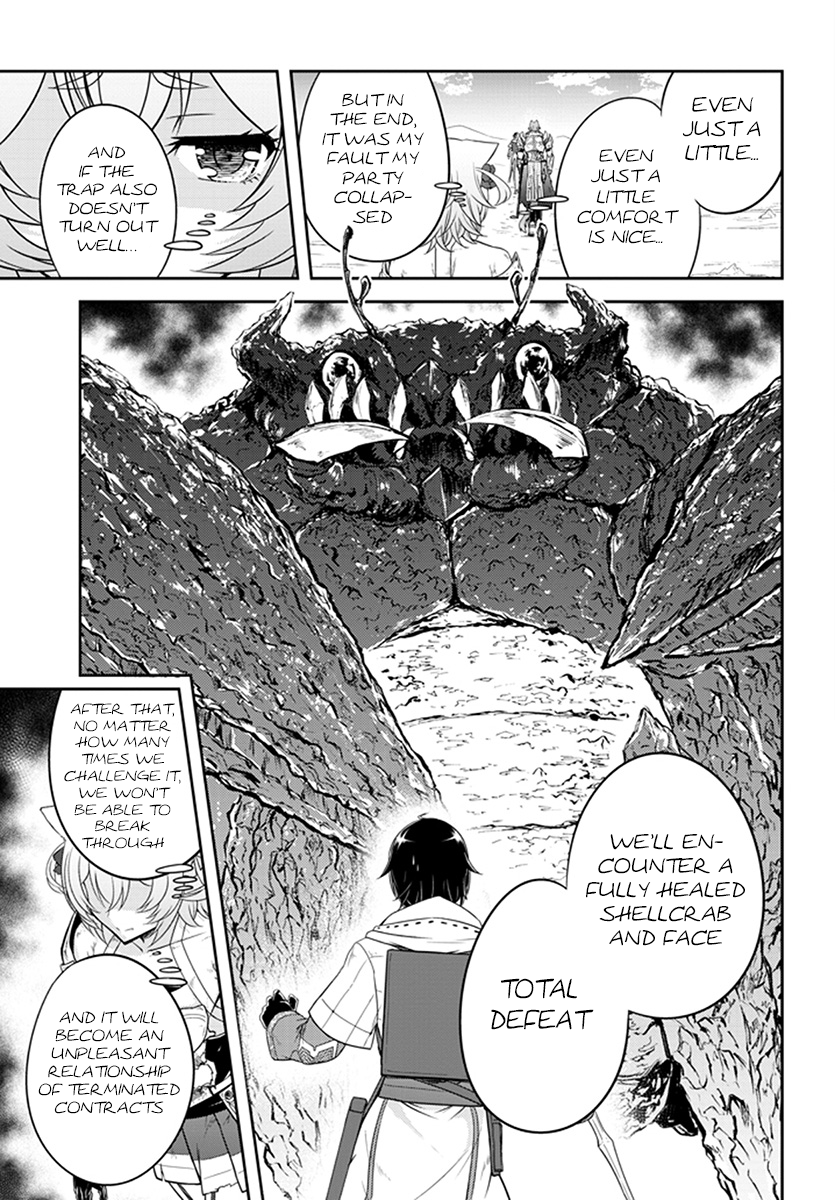 EVEN
JUST A
LITTLE...
EVEN
JUST A
LITTLE
COMFORT
IS NICE...
BUT IN
THE END,
IT WAS MY
FAULT MY
PARTY
COLLAP-
SED
AND
IF THE
TRAP ALSO
DOESN'T
TURN OUT
WELL...
WE'LL EN-
COUNTER A
FULLY HEALED
SHELLCRAB
AND FACE
TOTAL
DEFEAT
AFTER THAT,
NO MATTER
HOW MANY
TIMES WE
CHALLENGE IT,
WE WON'T
BE ABLE TO
BREAK
THROUGH
AND IT WILL
BECOME AN
UNPLEASANT
RELATIONSHIP
OF TERMINATED
CONTRACTS